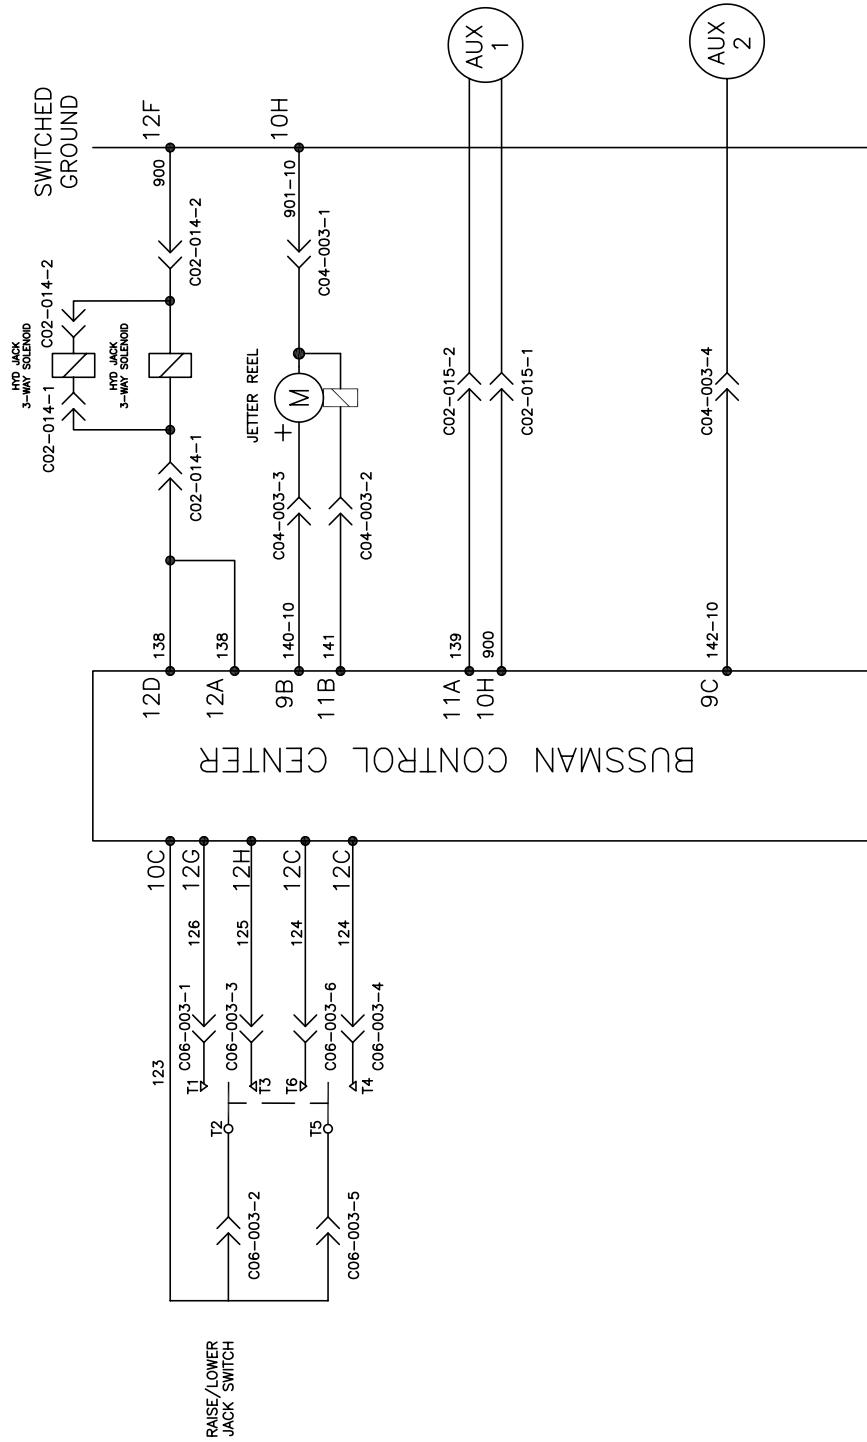 SWITCHED
GROUND
12F
10H
AUX
1
AUX
2
900
901-10
C02-014-2
C04-003-1
C02-014-2
HYD JACK
3-WAY SOLENOID
HYD JACK
3-WAY SOLENOID
C02-014-1
C02-014-1
JETTER REEL
M
+
C04-003-3
C04-003-2
C02-015-2
C02-015-1
C04-003-4
138
138
140-10
141
139
900
142-10
12D
12A
9B
11B
11A
10H
9C
BUSSMAN CONTROL CENTER
10C
12G
12H
12C
12C
123
126
125
124
124
C06-003-1
C06-003-3
C06-003-6
C06-003-4
T1
T3
T6
T4
T2
T5
C06-003-2
C06-003-5
RAISE/LOWER
JACK SWITCH